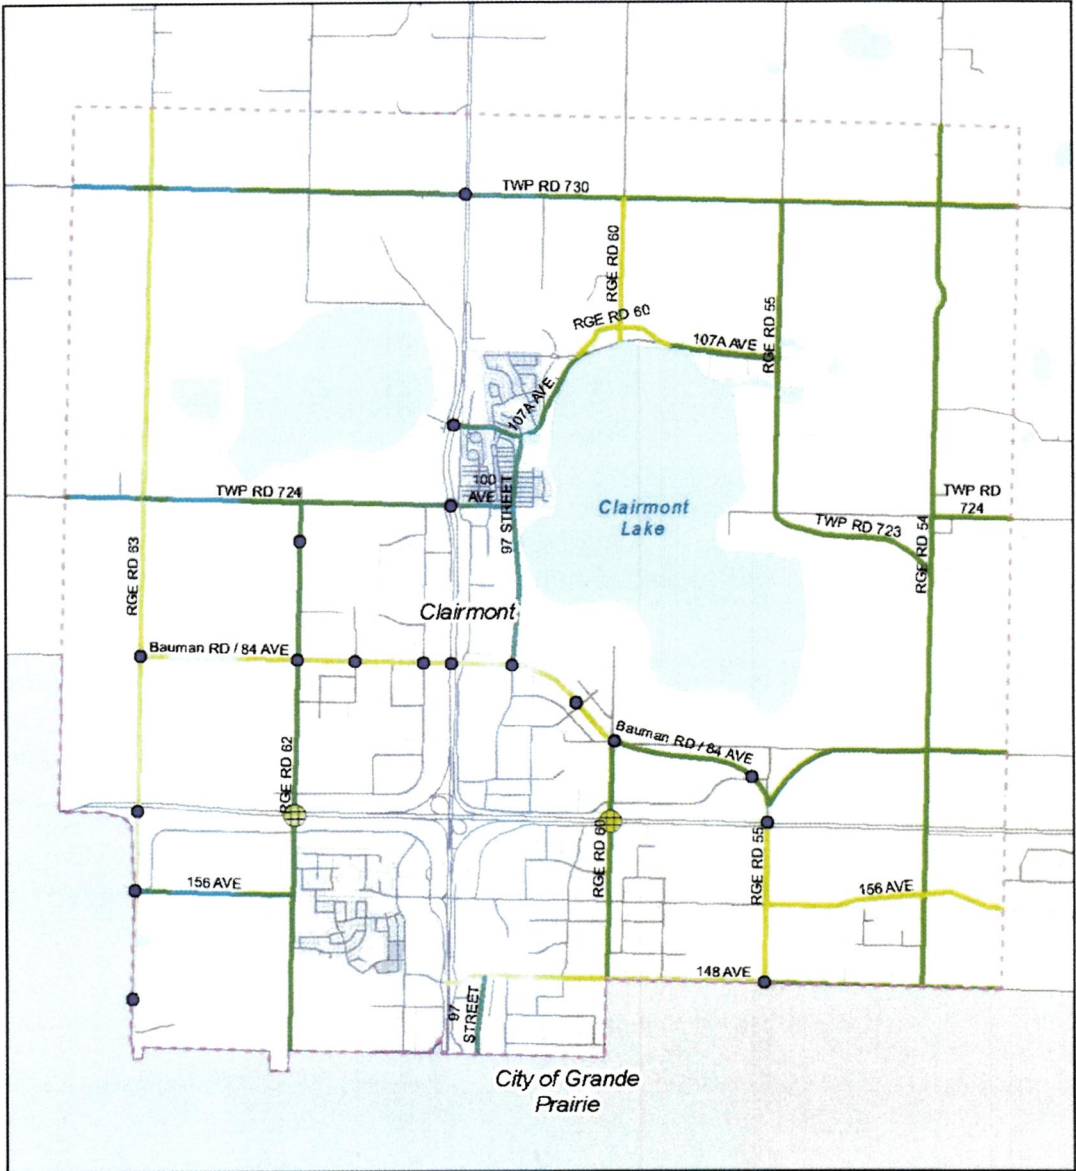 TWP RD 730
RGE RD 60
RGE RD 60
RGE RD 55
107A AVE
107A AVE
TWP RD 724
100
AVE
97 STREET
Clairmont
Lake
TWP RD
724
TWP RD 723
RGE RD 54
RGE RD 63
Clairmont
Bauman RD / 84 AVE
Bauman RD / 84 AVE
RGE RD 62
RGE RD 60
RGE RD 55
156 AVE
156 AVE
148 AVE
97
STREET
City of Grande
Prairie